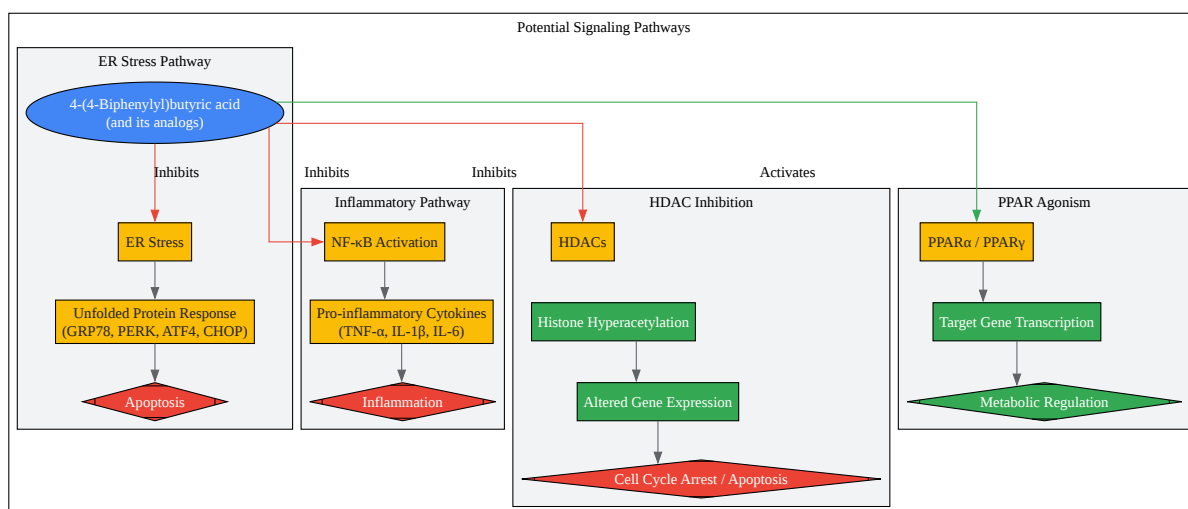 Potential Signaling Pathways
ER Stress Pathway
4-(4-Biphenylyl)butyric acid
(and its analogs)
Inhibits
Inhibits
Inhibits
Activates
Inflammatory Pathway
HDAC Inhibition
PPAR Agonism
ER Stress
NF-κB Activation
HDACs
PPARα / PPARγ
Unfolded Protein Response
(GRP78, PERK, ATF4, CHOP)
Pro-inflammatory Cytokines
(TNF-α, IL-1β, IL-6)
Histone Hyperacetylation
Target Gene Transcription
Apoptosis
Inflammation
Altered Gene Expression
Metabolic Regulation
Cell Cycle Arrest / Apoptosis